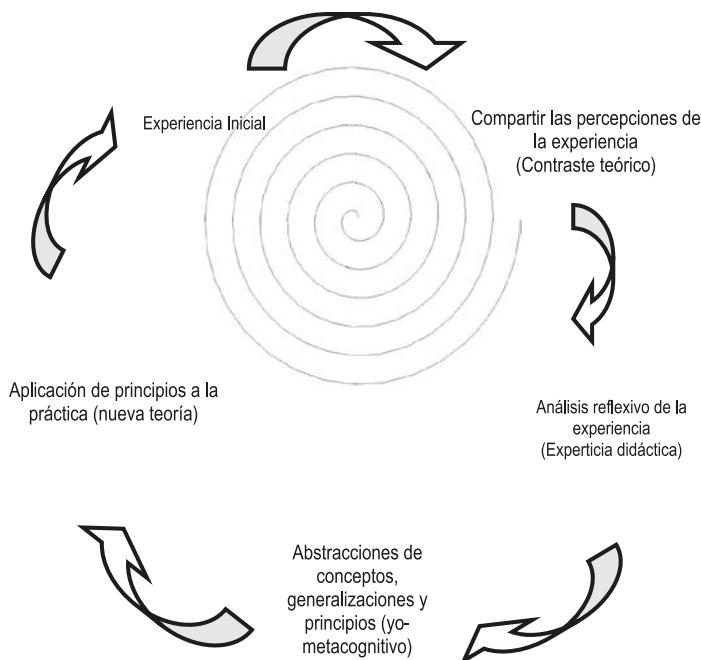 Experiencia Inicial
Compartir las percepciones de
la experiencia
(Contraste teórico)
Análisis reflexivo de la
experiencia
(Experticia didáctica)
Abstracciones de
conceptos,
generalizaciones y
principios (yo-
metacognitivo)
Aplicación de principios a la
práctica (nueva teoría)